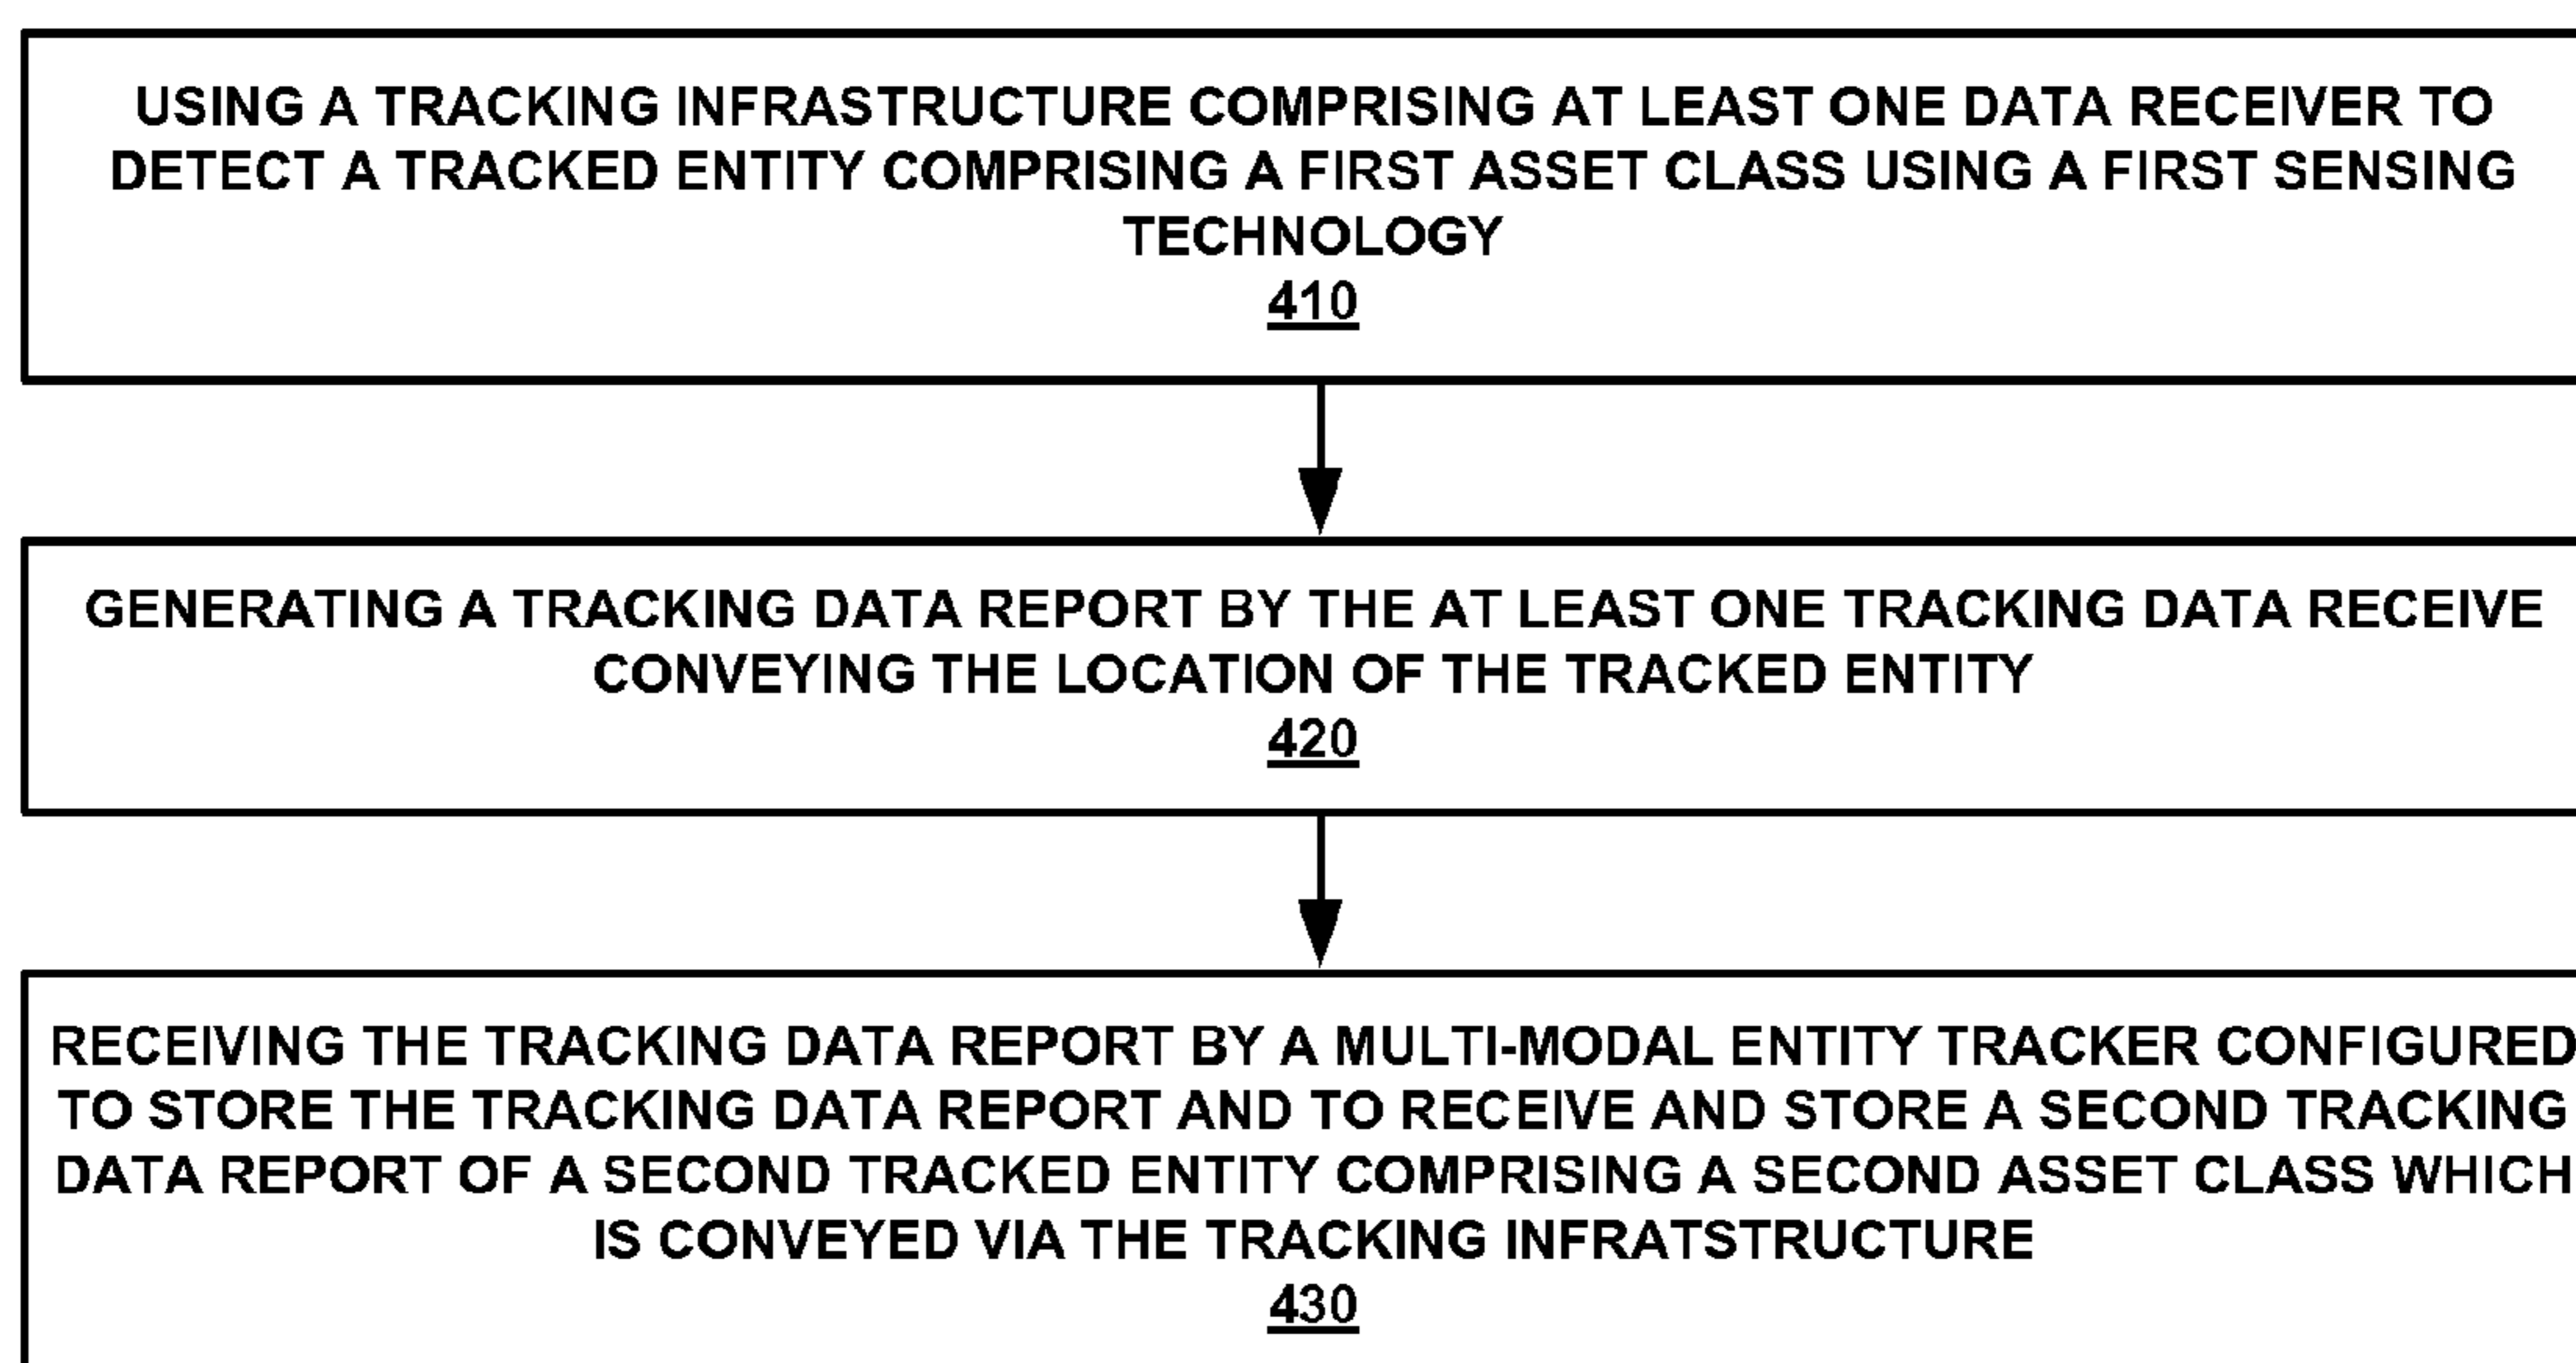 USING A TRACKING INFRASTRUCTURE COMPRISING AT LEAST ONE DATA RECEIVER TO
DETECT A TRACKED ENTITY COMPRISING A FIRST ASSET CLASS USING A FIRST SENSING
TECHNOLOGY
410
GENERATING A TRACKING DATA REPORT BY THE AT LEAST ONE TRACKING DATA RECEIVE
CONVEYING THE LOCATION OF THE TRACKED ENTITY
420
RECEIVING THE TRACKING DATA REPORT BY A MULTI-MODAL ENTITY TRACKER CONFIGURED
TO STORE THE TRACKING DATA REPORT AND TO RECEIVE AND STORE A SECOND TRACKING
DATA REPORT OF A SECOND TRACKED ENTITY COMPRISING A SECOND ASSET CLASS WHICH
IS CONVEYED VIA THE TRACKING INFRATSTRUCTURE
430